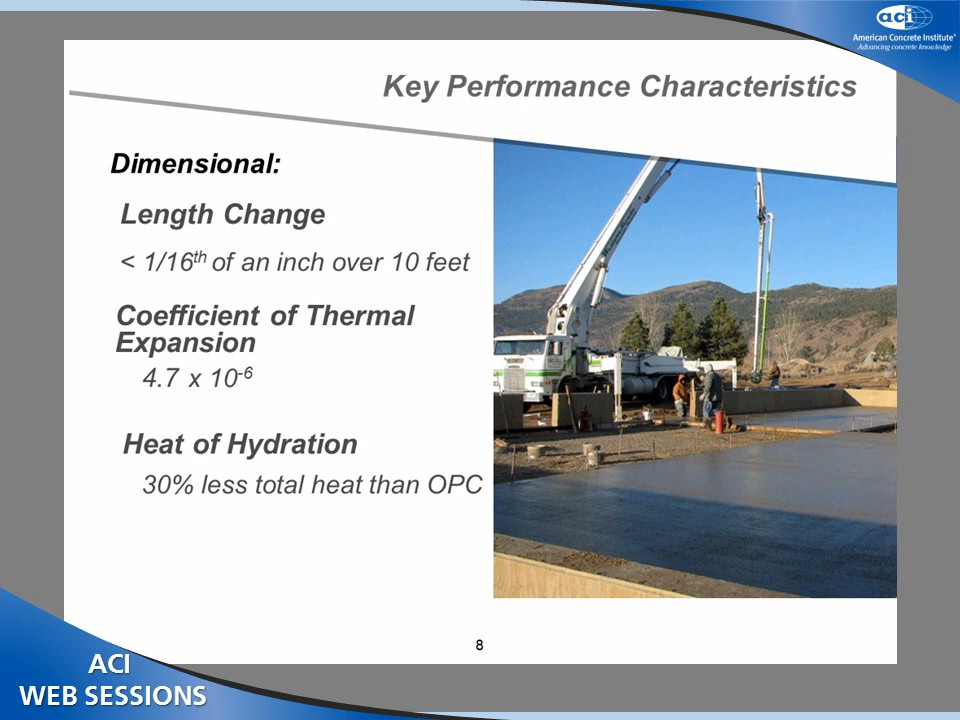 aci
American Concrete Institute®
Advancing concrete knowledge
Key Performance Characteristics
Dimensional:
Length Change
< 1/16th of an inch over 10 feet
Coefficient of Thermal
Expansion
4.7 x 10-6
Heat of Hydration
30% less total heat than OPC
8
ACI
WEB SESSIONS